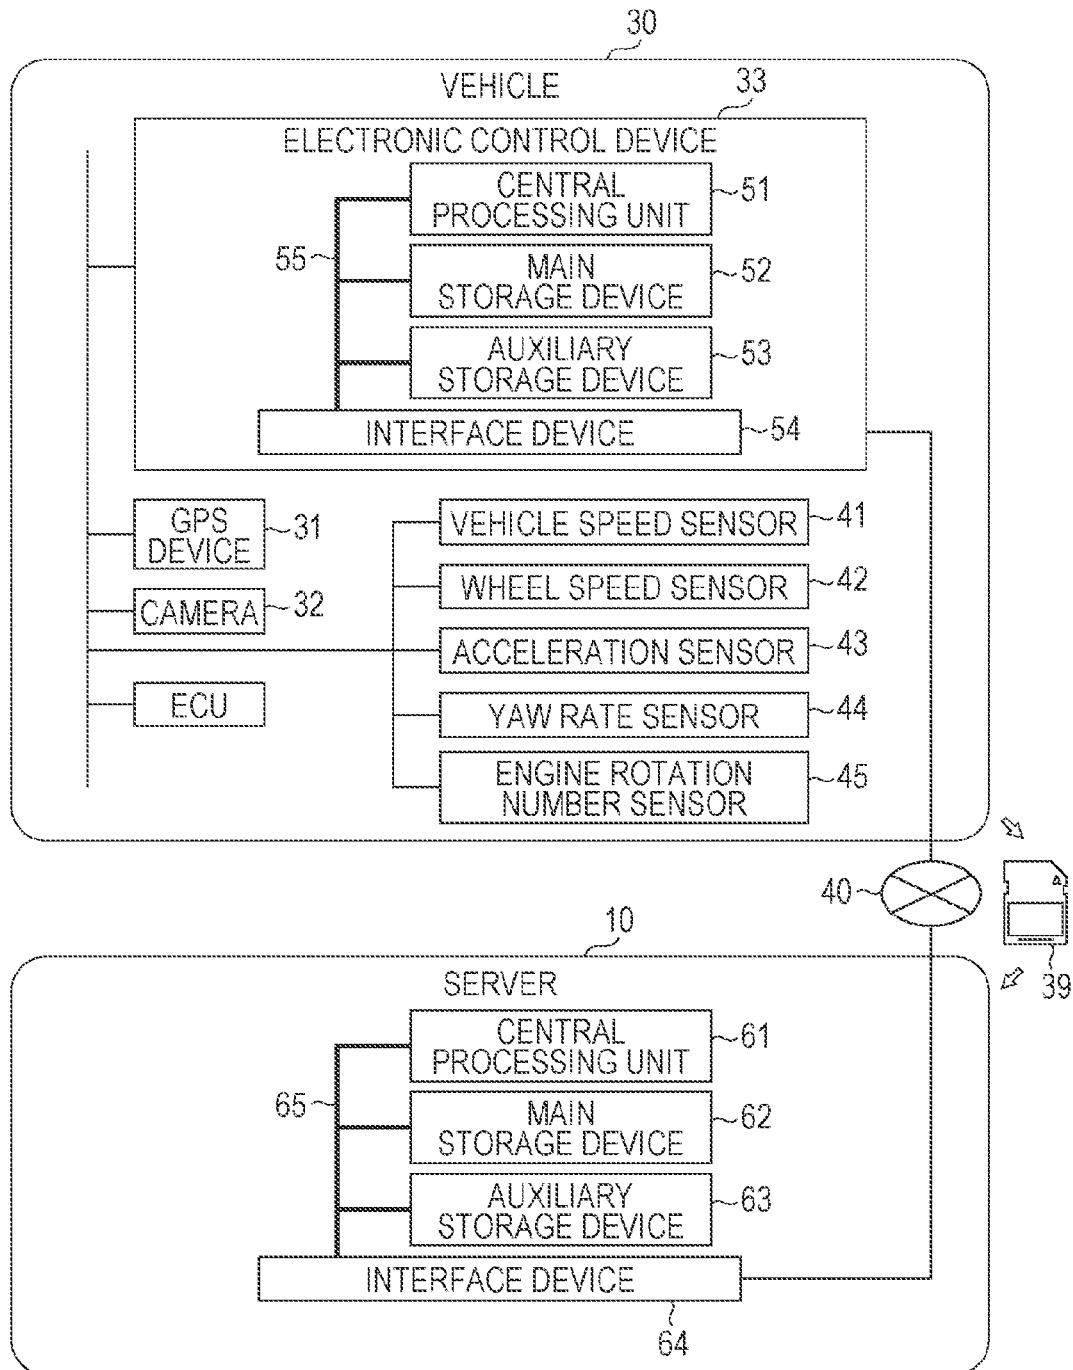 30
VEHICLE
33
ELECTRONIC CONTROL DEVICE
CENTRAL
PROCESSING UNIT
51
55
MAIN
STORAGE DEVICE
52
AUXILIARY
STORAGE DEVICE
53
INTERFACE DEVICE
54
GPS
DEVICE
31
VEHICLE SPEED SENSOR
41
CAMERA
32
WHEEL SPEED SENSOR
42
ACCELERATION SENSOR
43
ECU
YAW RATE SENSOR
44
ENGINE ROTATION
NUMBER SENSOR
45
40
39
10
SERVER
CENTRAL
PROCESSING UNIT
61
65
MAIN
STORAGE DEVICE
62
AUXILIARY
STORAGE DEVICE
63
INTERFACE DEVICE
64